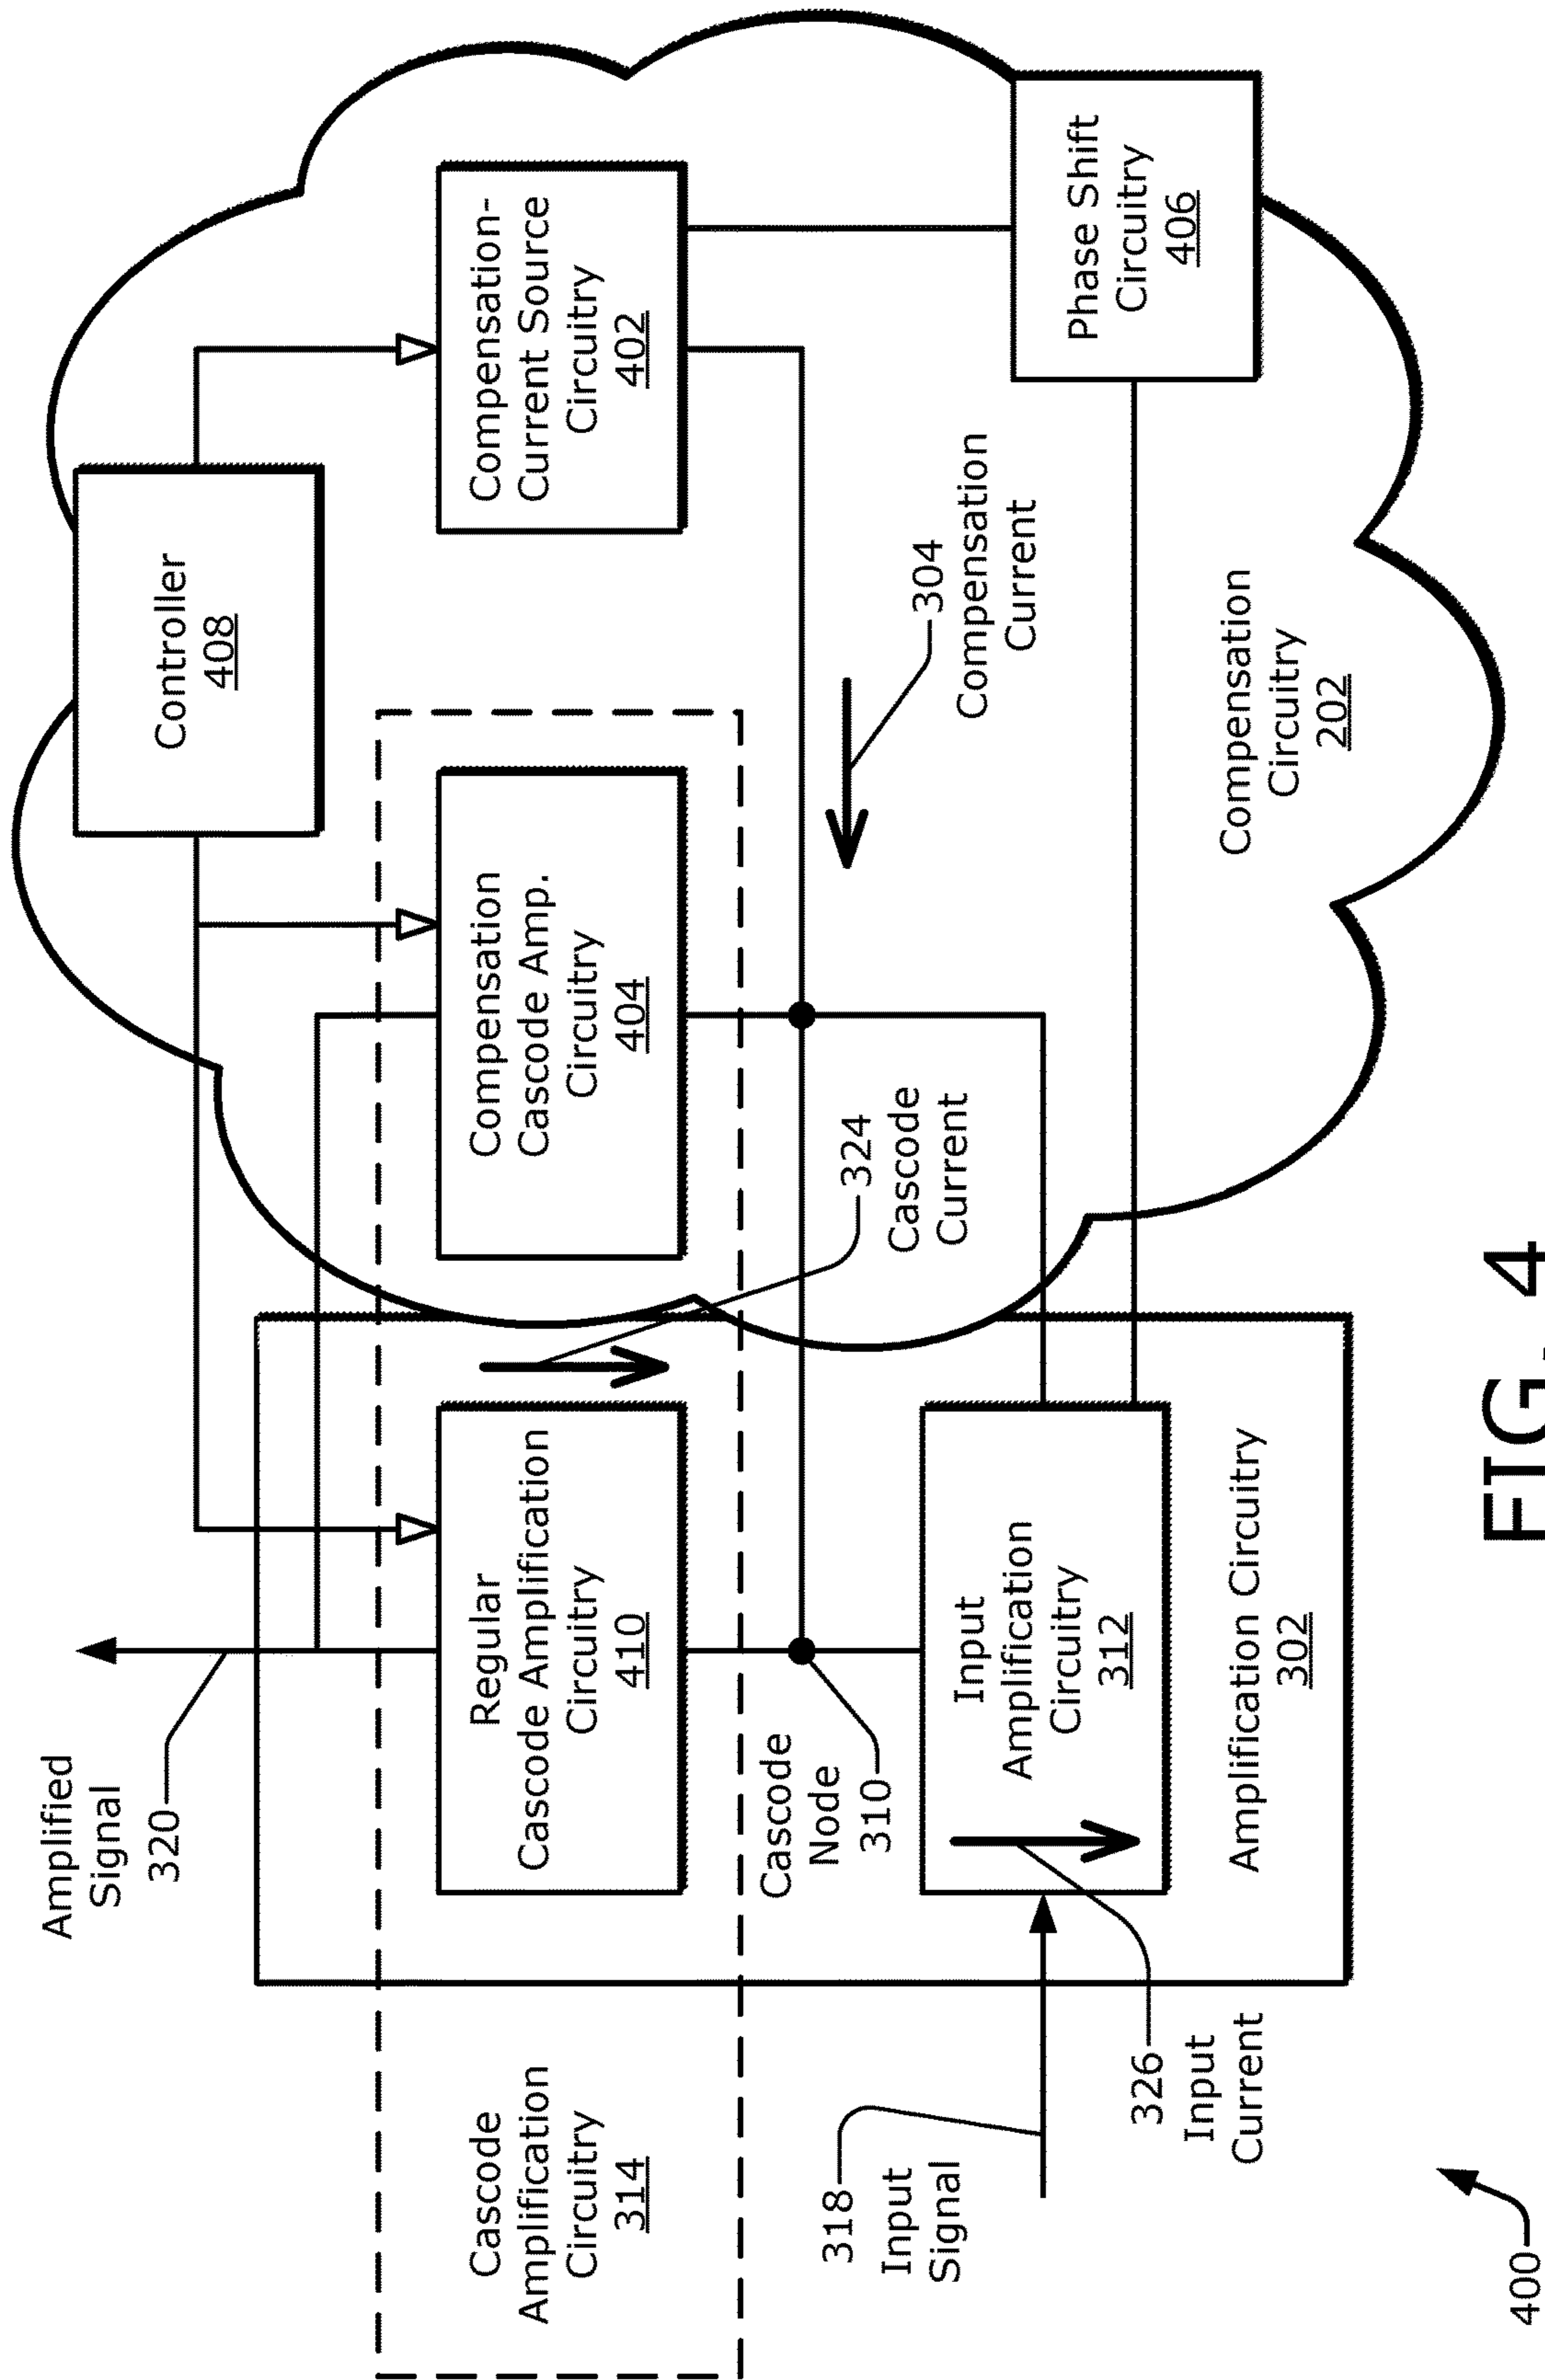 Amplified
Signal
320
Controller
408
Cascode
Amplification
Circuitry
314
Regular
Cascode Amplification
Circuitry
410
Compensation
Cascode Amp.
Circuitry
404
Compensation-
Current Source
Circuitry
402
Cascode
Node
310
324
Cascode
Current
304
Compensation
Current
318
Input
Signal
Input
Amplification
Circuitry
312
Phase Shift
Circuitry
406
326
Input
Current
Amplification Circuitry
302
Compensation
Circuitry
202
400
FIG. 4